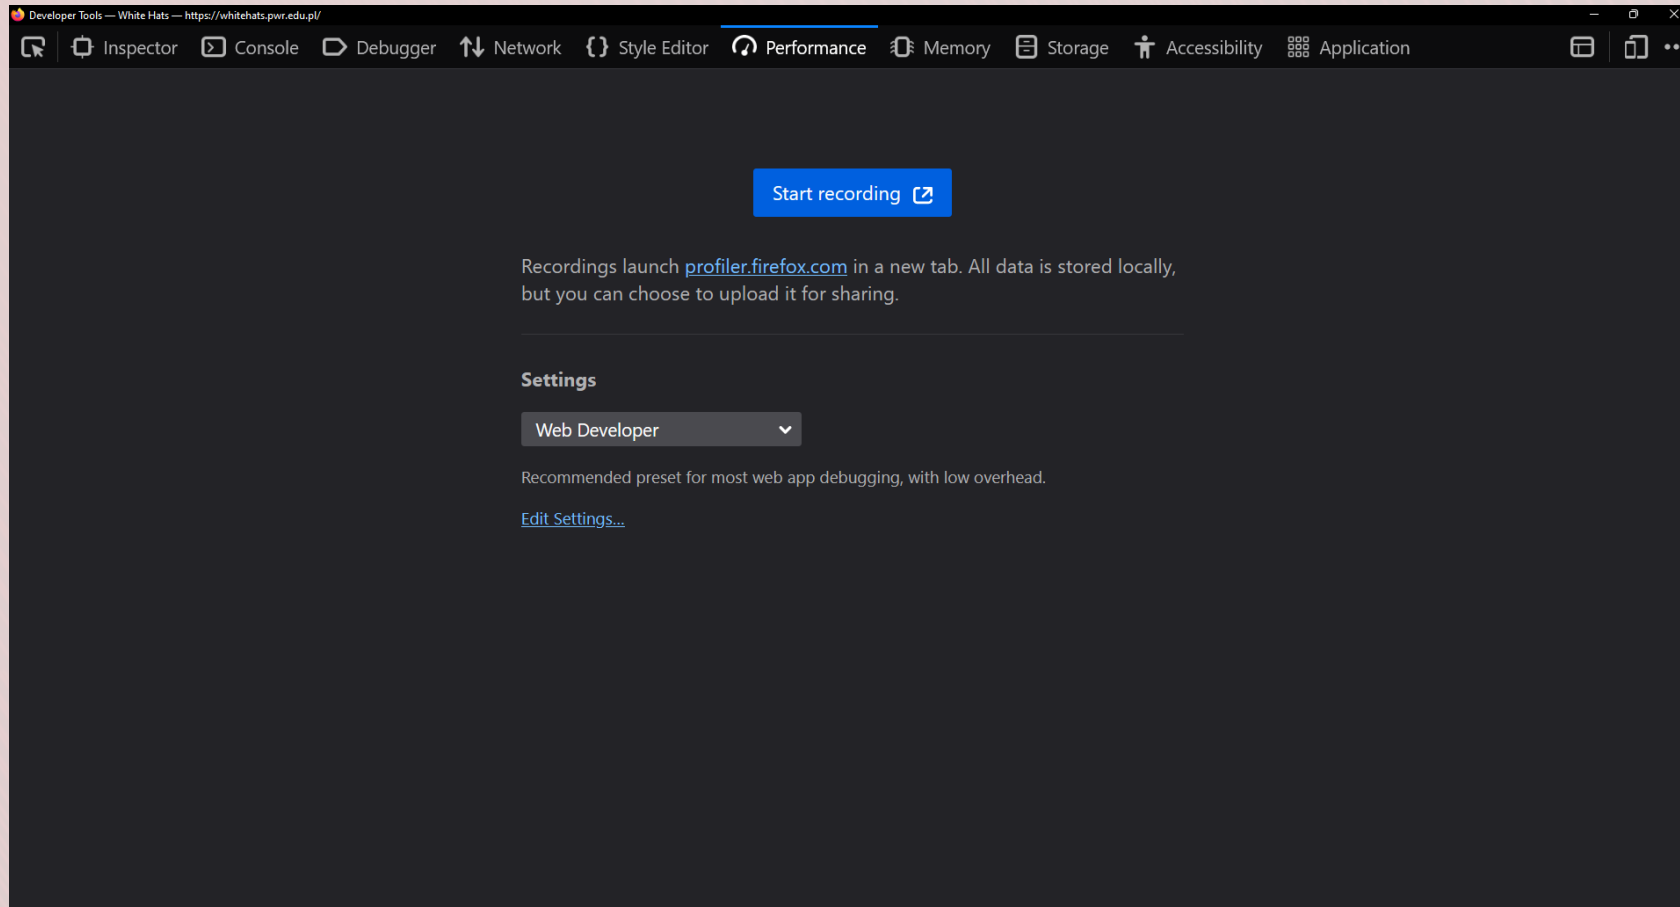 Developer Tools — White Hats — https://whitehats.pwr.edu.pl/
Inspector Console Debugger Network Style Editor Performance Memory Storage Accessibility Application
Start recording
Recordings launch profiler.firefox.com in a new tab. All data is stored locally,
but you can choose to upload it for sharing.
Settings
Web Developer
Recommended preset for most web app debugging, with low overhead.
Edit Settings...